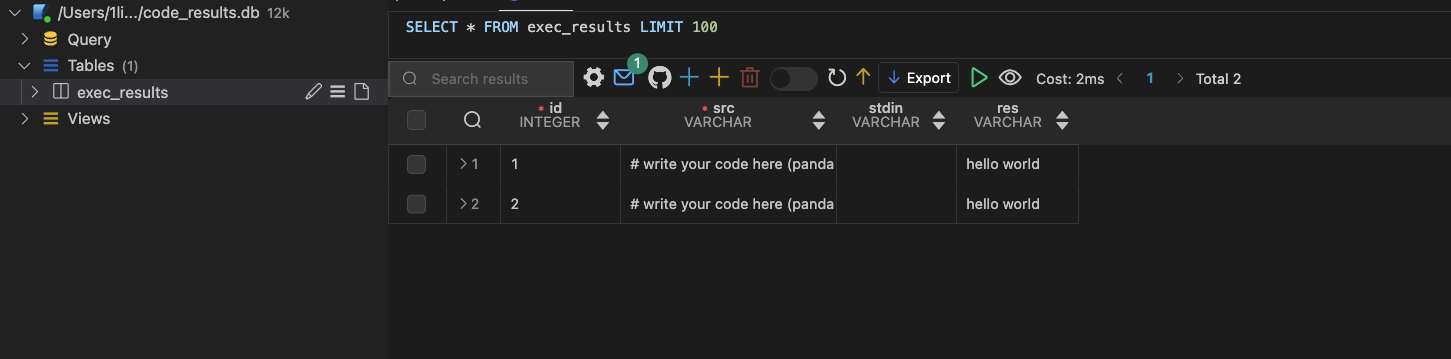 /Users/1li.../code_results.db 12k
Query
Tables (1)
exec_results
Views
SELECT * FROM exec_results LIMIT 100
Search results 1 Export Cost: 2ms 1 Total 2
* id * src stdin res
INTEGER VARCHAR VARCHAR VARCHAR
1 1 # write your code here (panda hello world
2 2 # write your code here (panda hello world